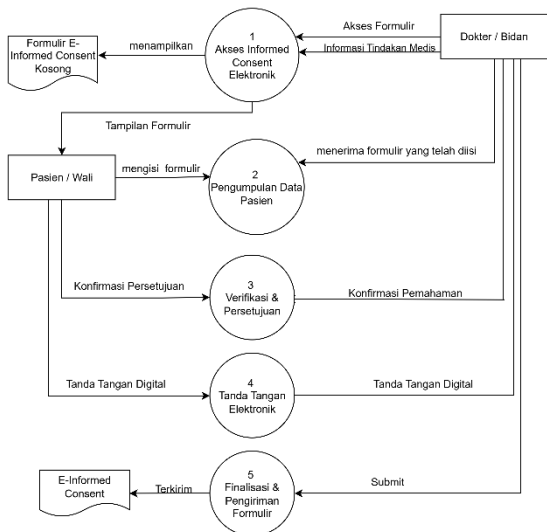 Formulir E-
Informed Consent
Kosong
menampilkan
1
Akses Informed
Consent
Elektronik
Akses Formulir
Informasi Tindakan Medis
Dokter / Bidan
Tampilan Formulir
Pasien / Wali
mengisi formulir
2
Pengumpulan Data
Pasien
menerima formulir yang telah diisi
Konfirmasi Persetujuan
3
Verifikasi &
Persetujuan
Konfirmasi Pemahaman
Tanda Tangan Digital
4
Tanda Tangan
Elektronik
Tanda Tangan Digital
E-Informed
Consent
Terkirim
5
Finalisasi &
Pengiriman
Formulir
Submit